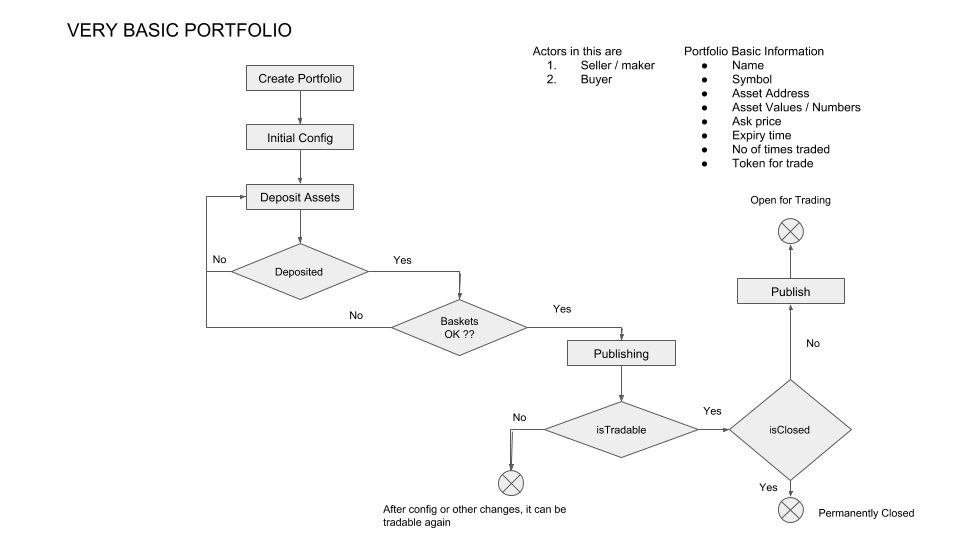 VERY BASIC PORTFOLIO
Actors in this are
1. Seller / maker
2. Buyer
Portfolio Basic Information
● Name
● Symbol
● Asset Address
● Asset Values / Numbers
● Ask price
● Expiry time
● No of times traded
● Token for trade
Create Portfolio
Initial Config
Deposit Assets
Deposited
No
Yes
Baskets
OK ??
No
Yes
Publishing
isTradable
No
Yes
After config or other changes, it can be
tradable again
isClosed
No
Publish
Open for Trading
Yes
Permanently Closed